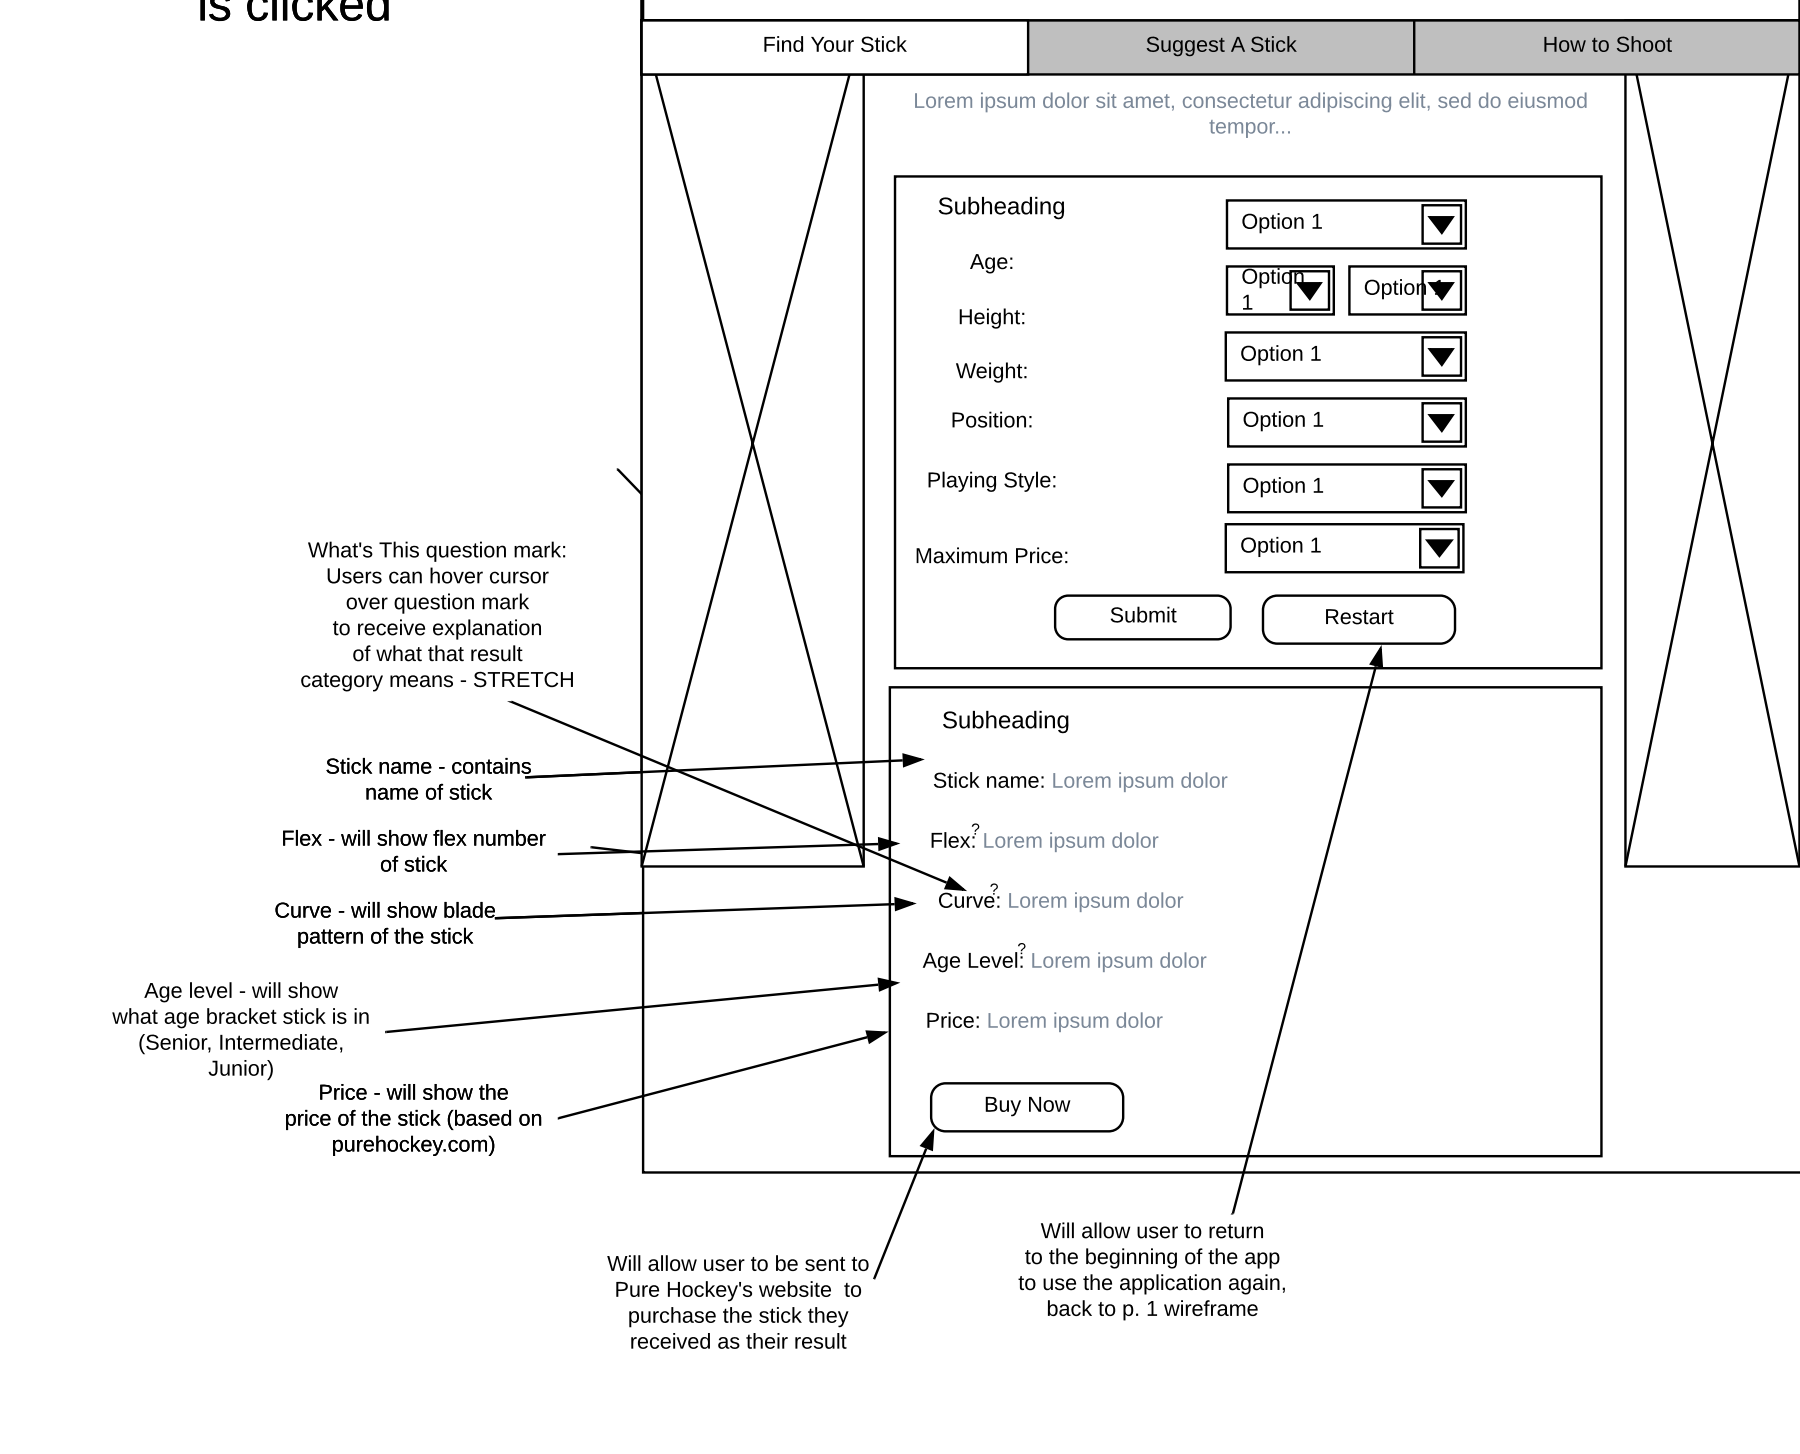 is clicked
Find Your Stick
Suggest A Stick
How to Shoot
Lorem ipsum dolor sit amet, consectetur adipiscing elit, sed do eiusmod
tempor...
Subheading
Option 1
Age:
Option
1
Option 1
Height:
Weight:
Option 1
Position:
Option 1
Playing Style:
Option 1
Maximum Price:
Option 1
Submit
Restart
What's This question mark:
Users can hover cursor
over question mark
to receive explanation
of what that result
category means - STRETCH
Subheading
Stick name - contains
name of stick
Stick name: Lorem ipsum dolor
Flex - will show flex number
of stick
Flex: ? Lorem ipsum dolor
Curve - will show blade
pattern of the stick
Curve: ? Lorem ipsum dolor
Age level - will show
what age bracket stick is in
(Senior, Intermediate,
Junior)
Age Level: ? Lorem ipsum dolor
Price: Lorem ipsum dolor
Price - will show the
price of the stick (based on
purehockey.com)
Buy Now
Will allow user to be sent to
Pure Hockey's website  to
purchase the stick they
received as their result
Will allow user to return
to the beginning of the app
to use the application again,
back to p. 1 wireframe